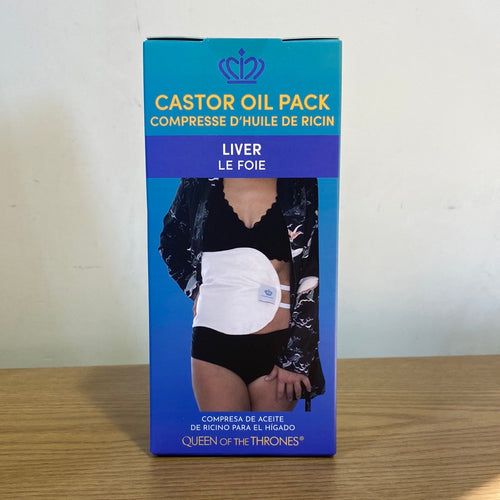 CASTOR OIL PACK
COMPRESSE D'HUILE DE RICIN
LIVER
LE FOIE
COMPRESA DE ACEITE
DE RICINO PARA EL HÍGADO
QUEEN OF THE THRONES®